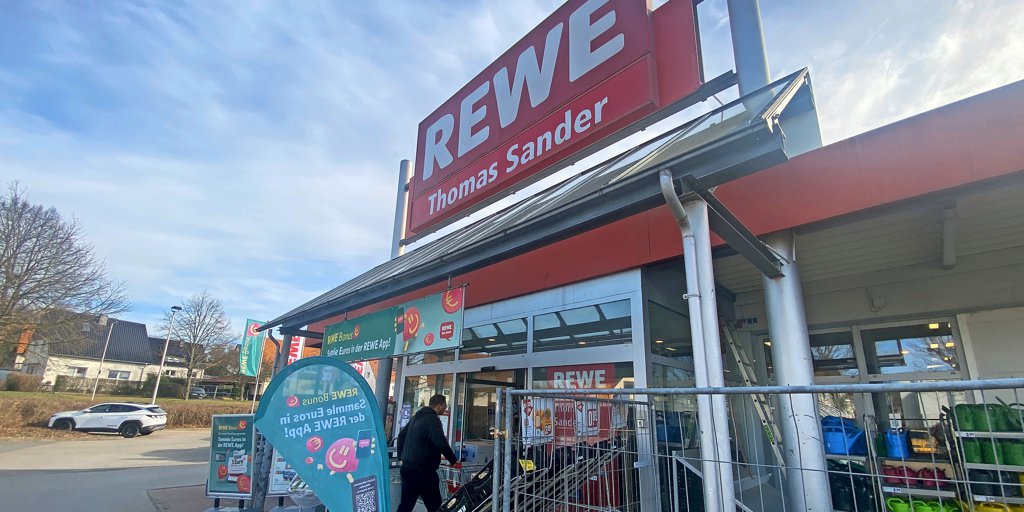 REWE
Thomas Sander
REWE Bonus
Sammle Euros in der REWE App!
REWE
REWE Bonus
Sammle Euros in
der REWE App!
REWE